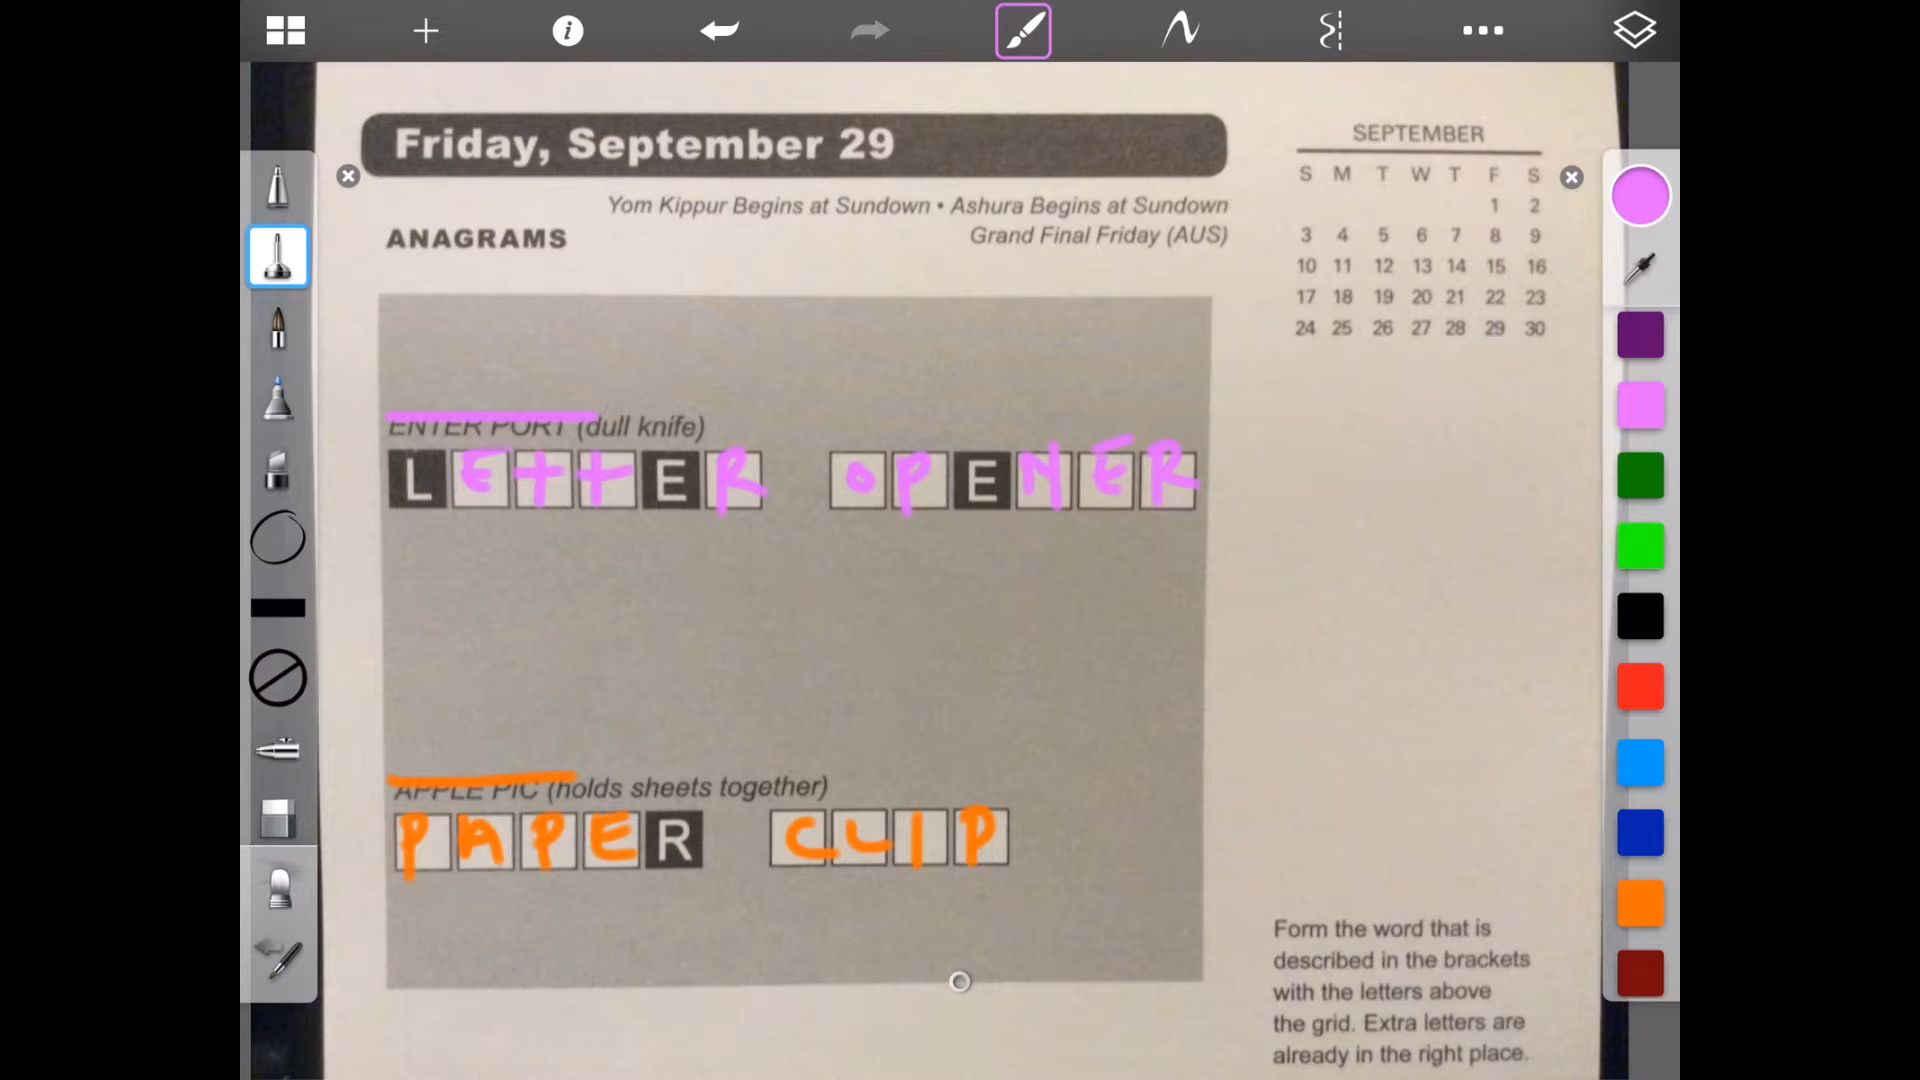 Friday, September 29
Yom Kippur Begins at Sundown • Ashura Begins at Sundown
Grand Final Friday (AUS)
ANAGRAMS
ENTER PORT (dull knife)
LEttER OPENER
APPLE PIC (holds sheets together)
PAPER CLIP
SEPTEMBER
S M T W T F S
1 2
3 4 5 6 7 8 9
10 11 12 13 14 15 16
17 18 19 20 21 22 23
24 25 26 27 28 29 30
Form the word that is
described in the brackets
with the letters above
the grid. Extra letters are
already in the right place.